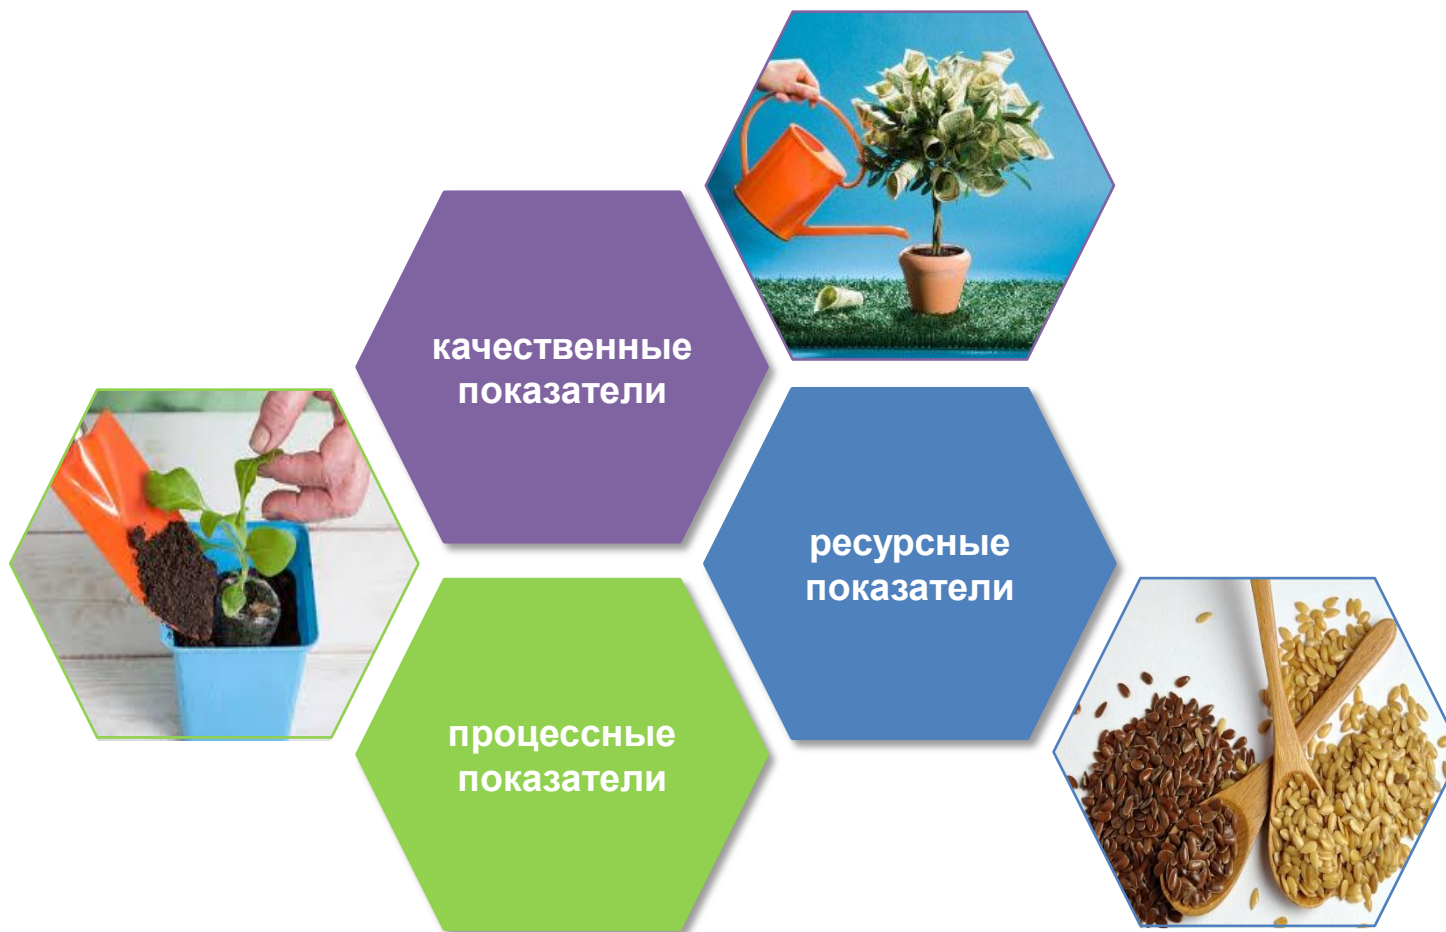 качественные
показатели
ресурсные
показатели
процессные
показатели